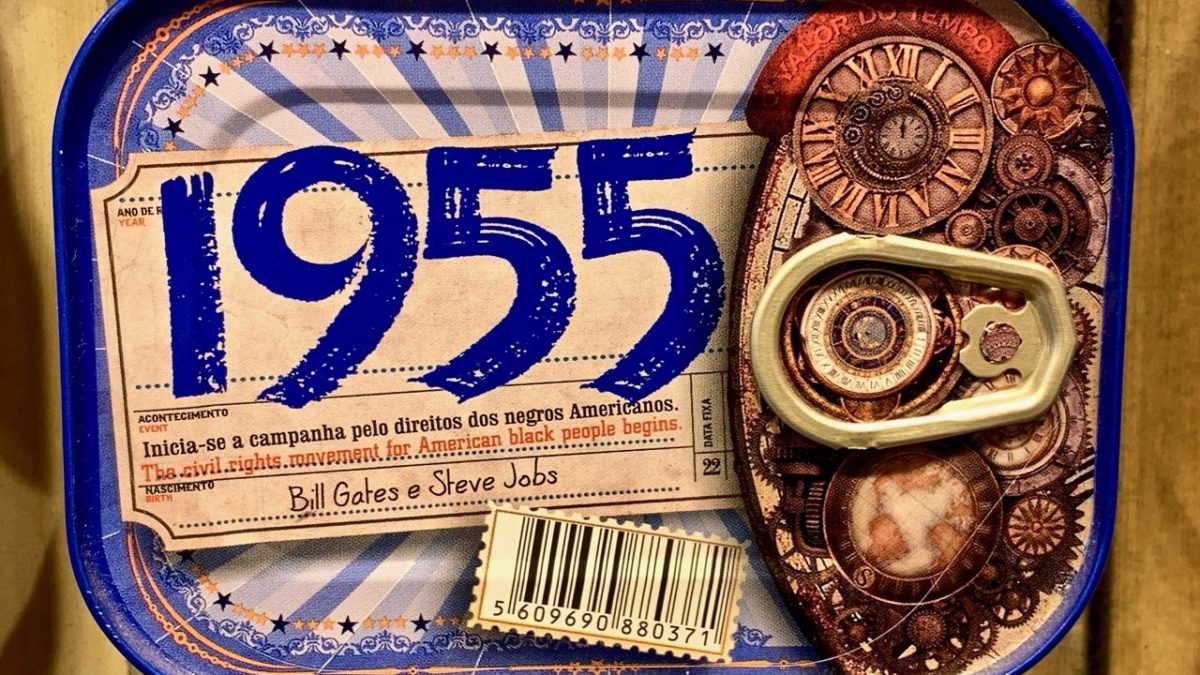 VALOR DO TEMPO
1955
ANO DE
YEAR
ACONTECIMENTO
EVENT
Inicia-se a campanha pelo direitos dos negros Americanos.
The civil rights movement for American black people begins.
NASCIMENTO
BIRTH
Bill Gates e Steve Jobs
DATA FIXA
22
5 609690 880371